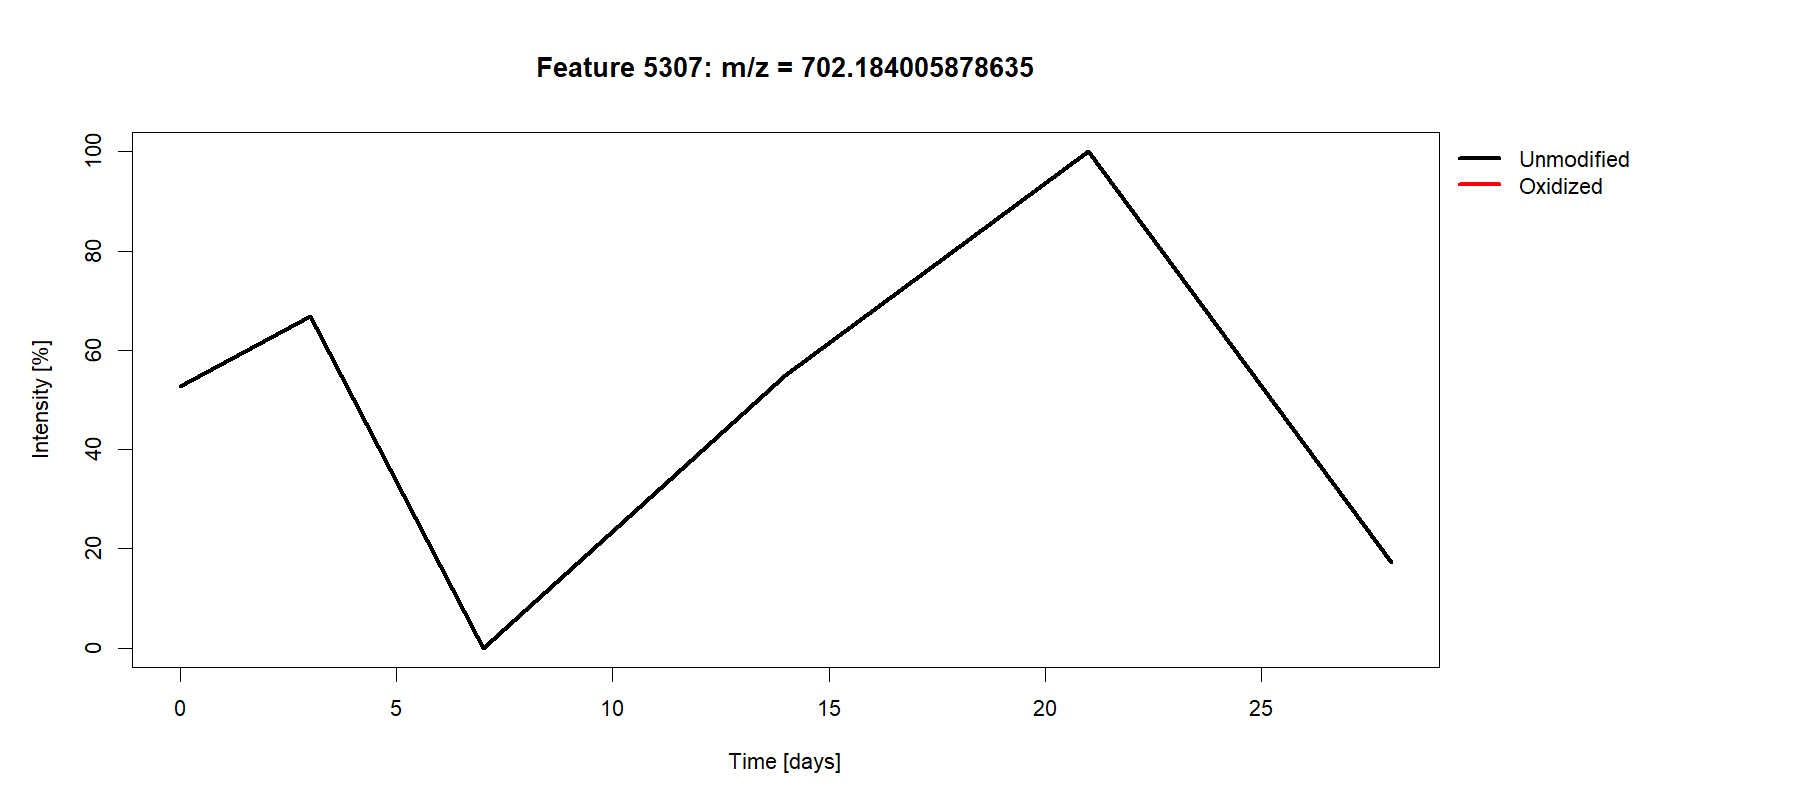 Feature 5307: m/z = 702.184005878635
Unmodified
Oxidized
Intensity [%]
100
80
60
40
20
0
0 5 10 15 20 25
Time [days]